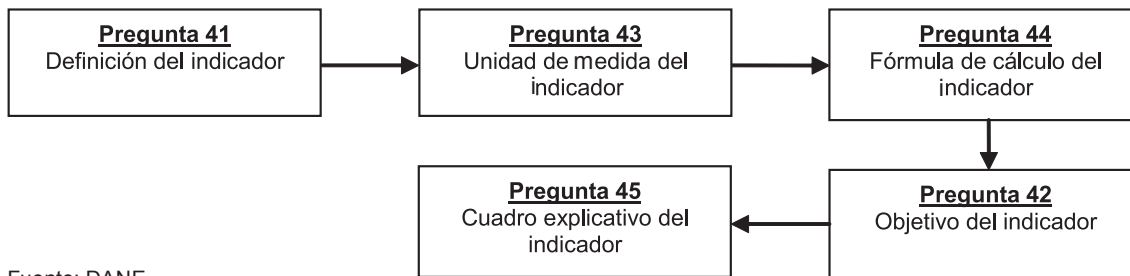 Pregunta 41
Definición del indicador
Pregunta 43
Unidad de medida del
indicador
Pregunta 44
Fórmula de cálculo del
indicador
Pregunta 42
Objetivo del indicador
Pregunta 45
Cuadro explicativo del
indicador
Fuente: DANE